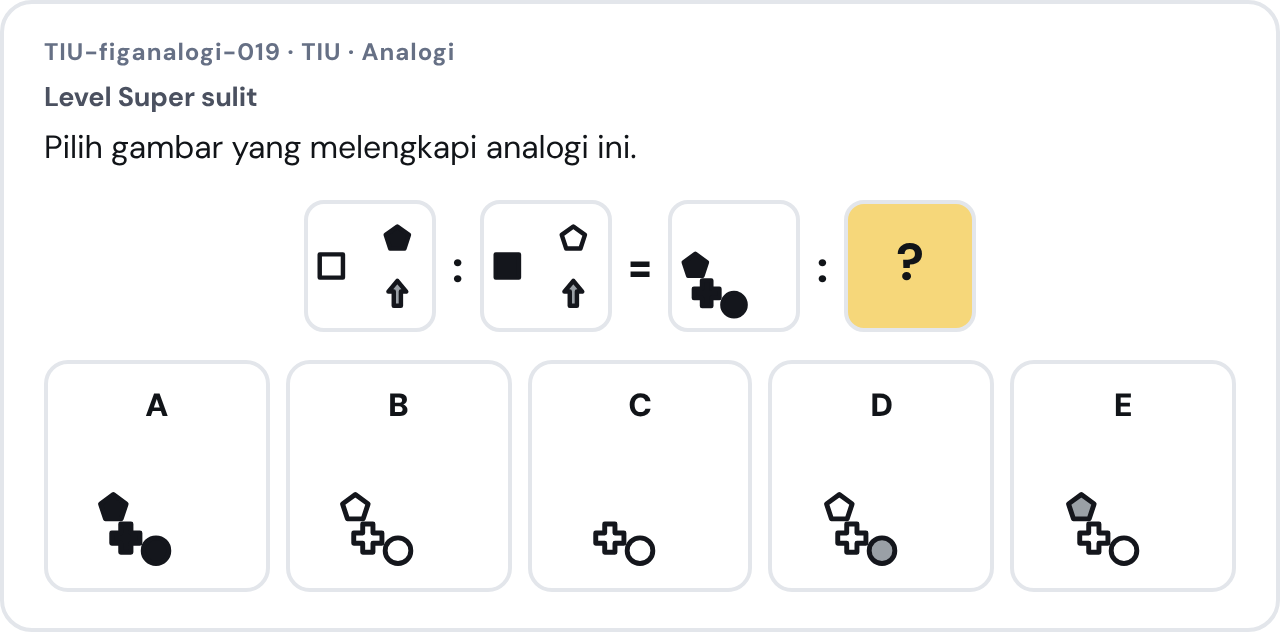 TIU-figanalogi-019 · TIU · Analogi
Level Super sulit
Pilih gambar yang melengkapi analogi ini.
: = : ?
A B C D E